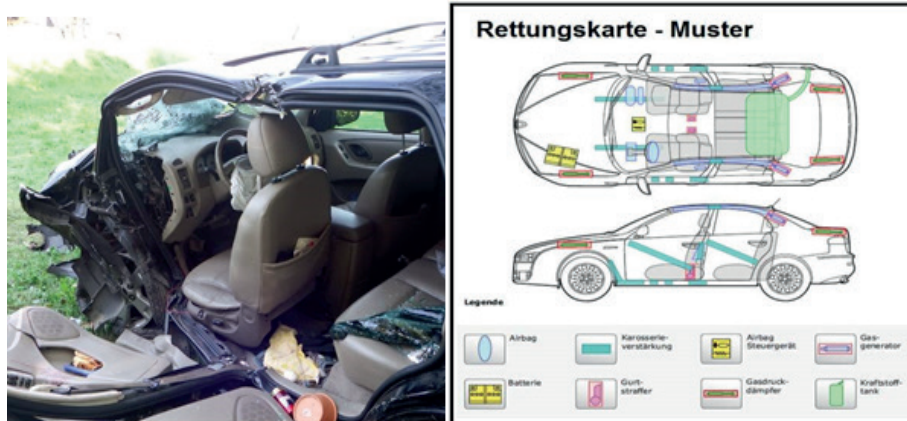 Rettungskarte - Muster
Legende
Airbag
Karosserie-
verstärkung
Airbag
Steuergerät
Gas-
generator
Batterie
Gurt-
straffer
Gasdruck-
dämpfer
Kraftstoff-
tank